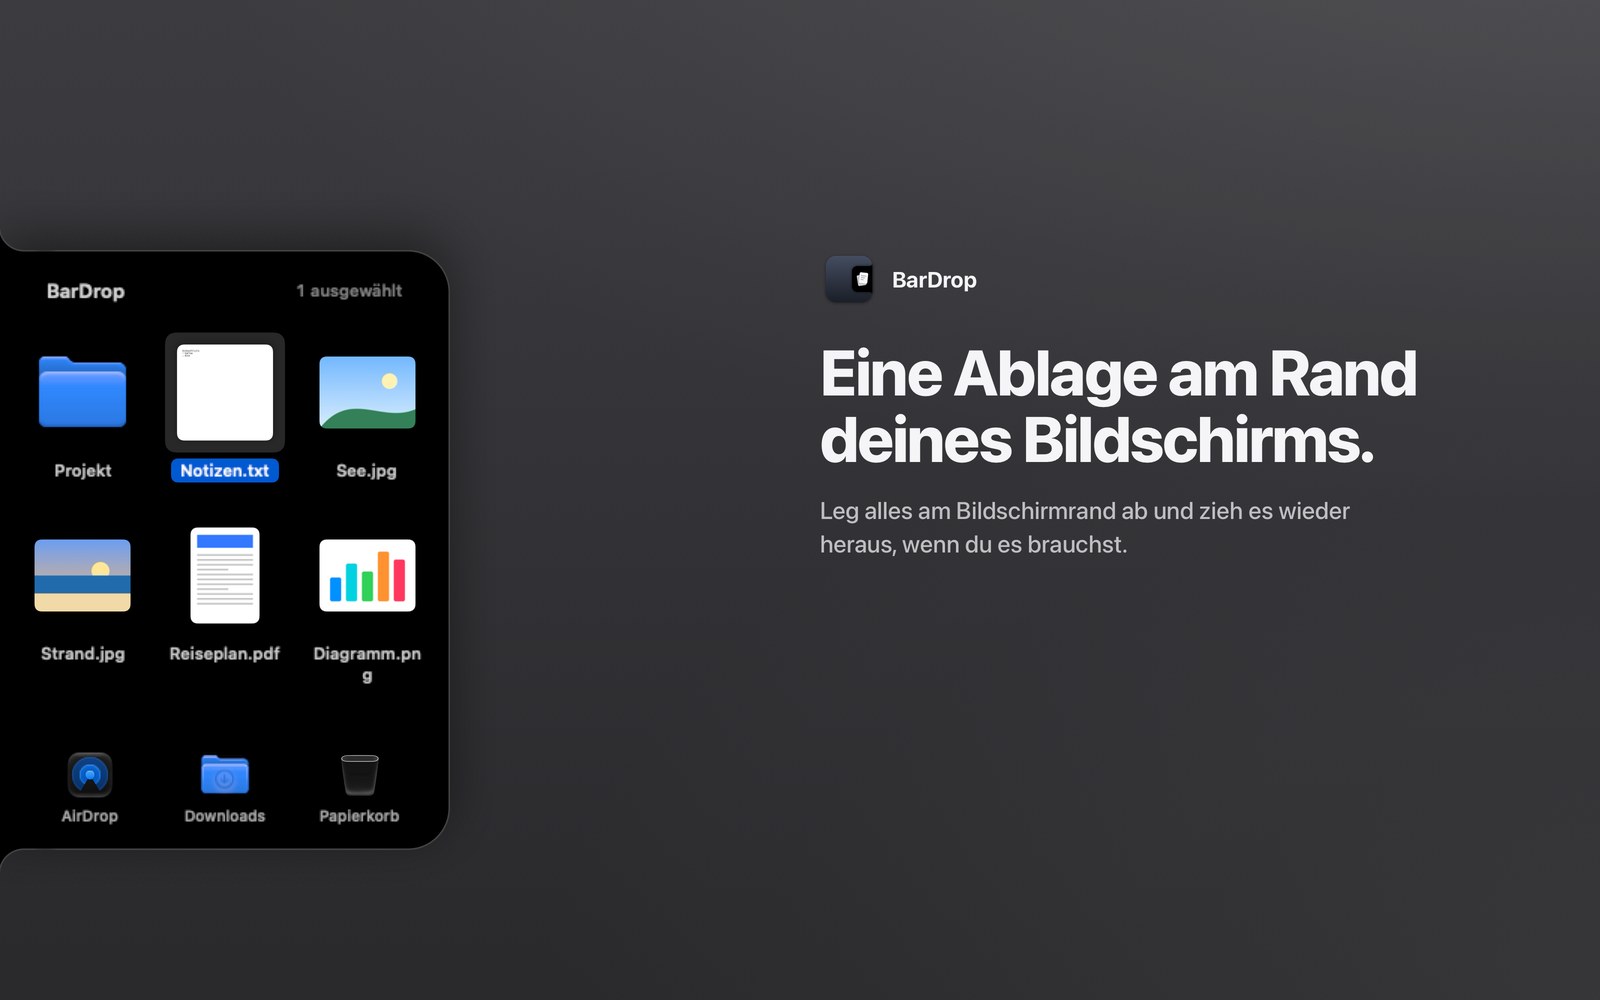 BarDrop
1 ausgewählt
Projekt
Notizen.txt
See.jpg
Strand.jpg
Reiseplan.pdf
Diagramm.pn
g
AirDrop
Downloads
Papierkorb
BarDrop
Eine Ablage am Rand
deines Bildschirms.
Leg alles am Bildschirmrand ab und zieh es wieder
heraus, wenn du es brauchst.